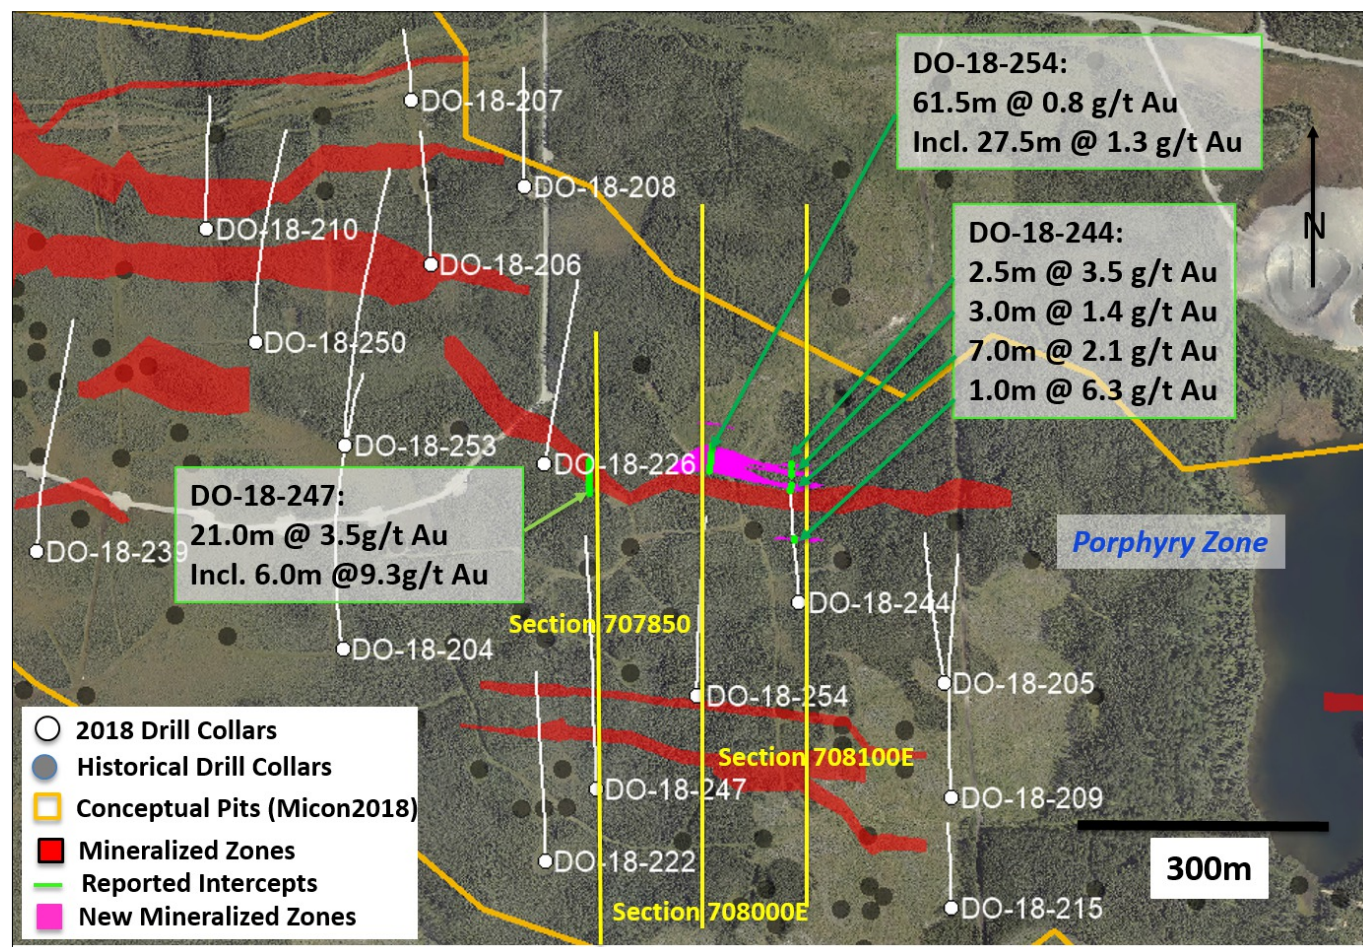 DO-18-254:
61.5m @ 0.8 g/t Au
Incl. 27.5m @ 1.3 g/t Au
DO-18-207
DO-18-208
DO-18-210
N
DO-18-244:
2.5m @ 3.5 g/t Au
3.0m @ 1.4 g/t Au
7.0m @ 2.1 g/t Au
1.0m @ 6.3 g/t Au
DO-18-206
DO-18-250
DO-18-253
DO-18-226
DO-18-247:
21.0m @ 3.5g/t Au
Incl. 6.0m @9.3g/t Au
DO-18-239
Porphyry Zone
DO-18-244
Section 707850
DO-18-204
DO-18-205
DO-18-254
Section 708100E
DO-18-247
DO-18-209
DO-18-222
300m
Section 708000E
DO-18-215
2018 Drill Collars
Historical Drill Collars
Conceptual Pits (Micon2018)
Mineralized Zones
Reported Intercepts
New Mineralized Zones